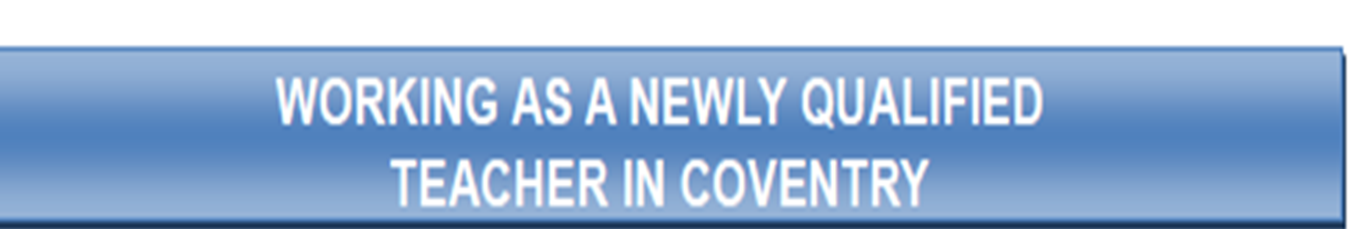 WORKING AS A NEWLY QUALIFIED
TEACHER IN COVENTRY